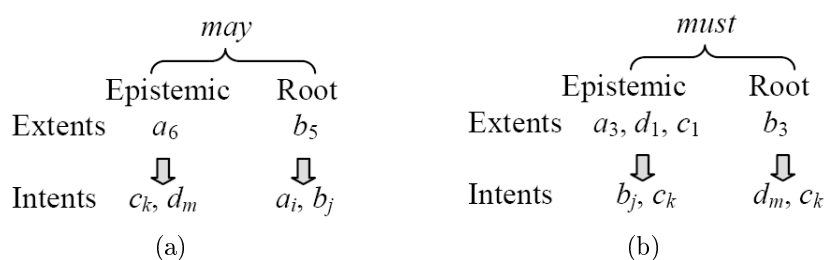 may must
Epistemic Root Epistemic Root
Extents a₆ b₅ Extents a₃, d₁, c₁ b₃
Intents cₖ, dₘ aᵢ, bⱼ Intents bⱼ, cₖ dₘ, cₖ
(a) (b)